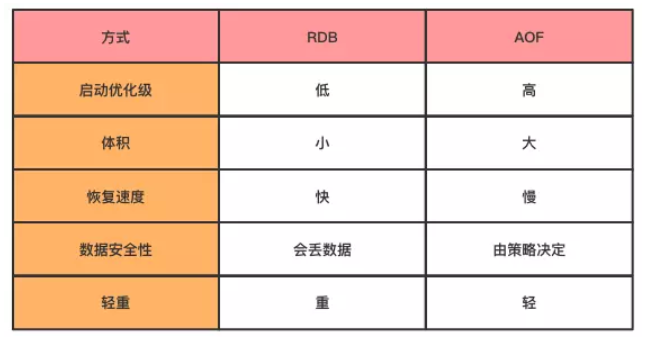 方式 RDB AOF
启动优化级 低 高
体积 小 大
恢复速度 快 慢
数据安全性 会丢数据 由策略决定
轻重 重 轻